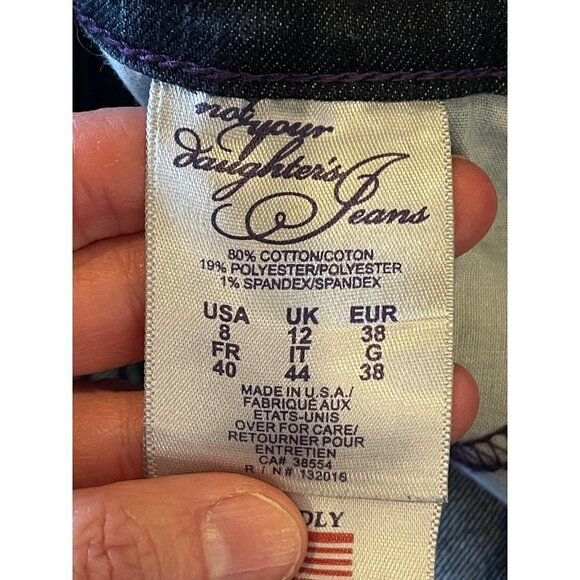 not your
daughter's
Jeans
80% COTTON/COTON
19% POLYESTER/POLYESTER
1% SPANDEX/SPANDEX
USA UK EUR
8 12 38
FR IT G
40 44 38
MADE IN U.S.A./
FABRIQUÉ AUX
ETATS-UNIS
OVER FOR CARE/
RETOURNER POUR
ENTRETIEN
CA# 38554
R / N # 132016
DLY